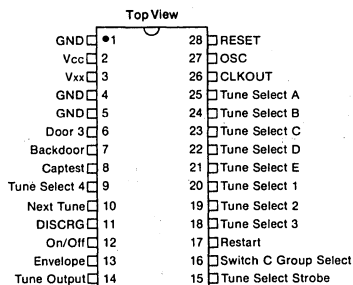 Top View
GND 1 28 RESET
Vcc 2 27 OSC
Vxx 3 26 CLKOUT
GND 4 25 Tune Select A
GND 5 24 Tune Select B
Door 3 6 23 Tune Select C
Backdoor 7 22 Tune Select D
Captest 8 21 Tune Select E
Tune Select 4 9 20 Tune Select 1
Next Tune 10 19 Tune Select 2
DISCRG 11 18 Tune Select 3
On/Off 12 17 Restart
Envelope 13 16 Switch C Group Select
Tune Output 14 15 Tune Select Strobe